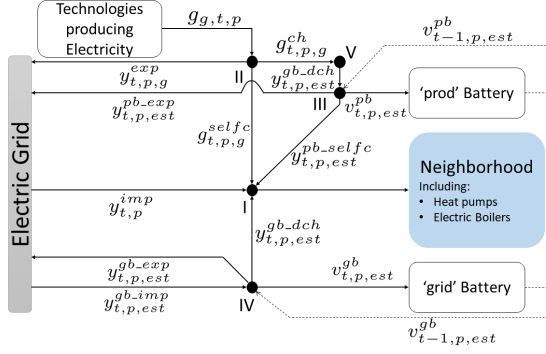 Technologies
producing
Electricity
g_{g,t,p}
g^{ch}_{t,p,g}
V
v^{pb}_{t-1,p,est}
II
y^{exp}_{t,p,g}
y^{gb\_dch}_{t,p,est}
III
v^{pb}_{t,p,est}
'prod' Battery
y^{pb\_exp}_{t,p,est}
g^{selfc}_{t,p,g}
y^{pb\_selfc}_{t,p,est}
Electric Grid
Neighborhood
Including:
• Heat pumps
• Electric Boilers
y^{imp}_{t,p}
I
y^{gb\_dch}_{t,p,est}
y^{gb\_exp}_{t,p,est}
v^{gb}_{t,p,est}
'grid' Battery
y^{gb\_imp}_{t,p,est}
IV
v^{gb}_{t-1,p,est}